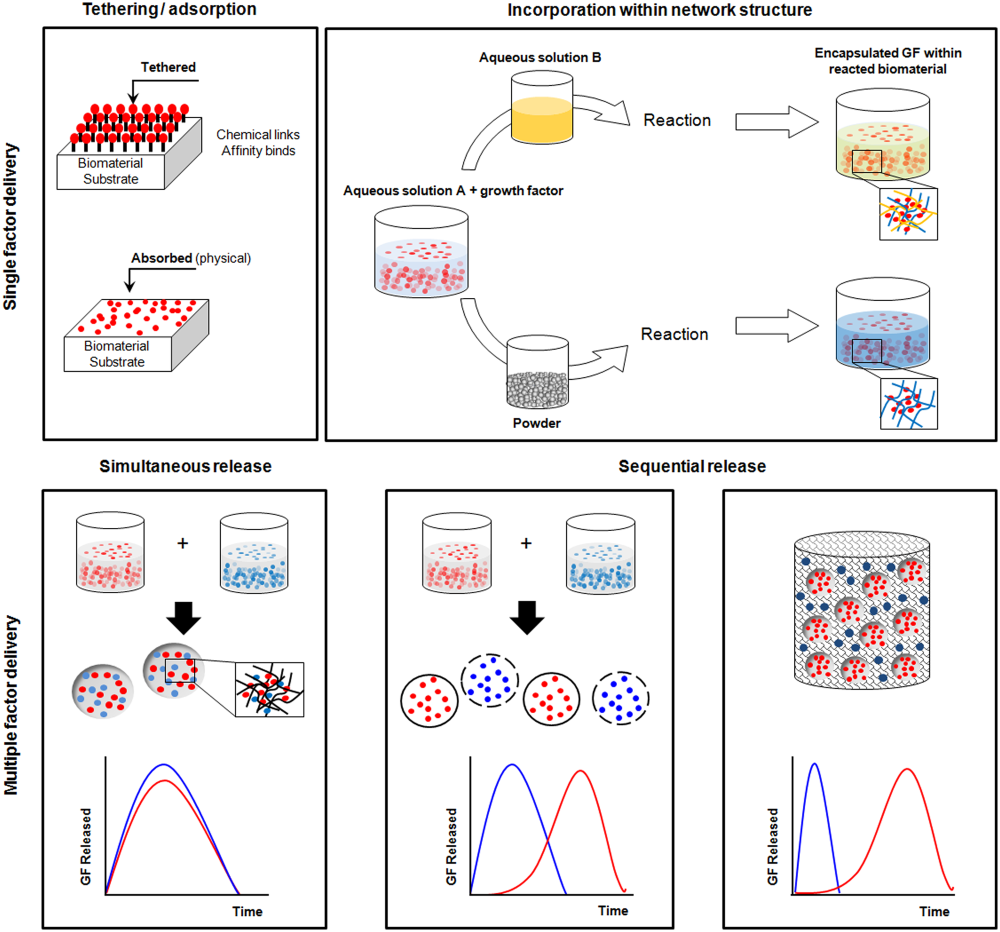 Tethering / adsorption
Incorporation within network structure
Single factor delivery
Tethered
Chemical links
Affinity binds
Biomaterial
Substrate
Absorbed (physical)
Biomaterial
Substrate
Aqueous solution B
Encapsulated GF within
reacted biomaterial
Reaction
Aqueous solution A + growth factor
Reaction
Powder
Simultaneous release
Sequential release
Multiple factor delivery
+
+
GF Released
Time
GF Released
Time
GF Released
Time